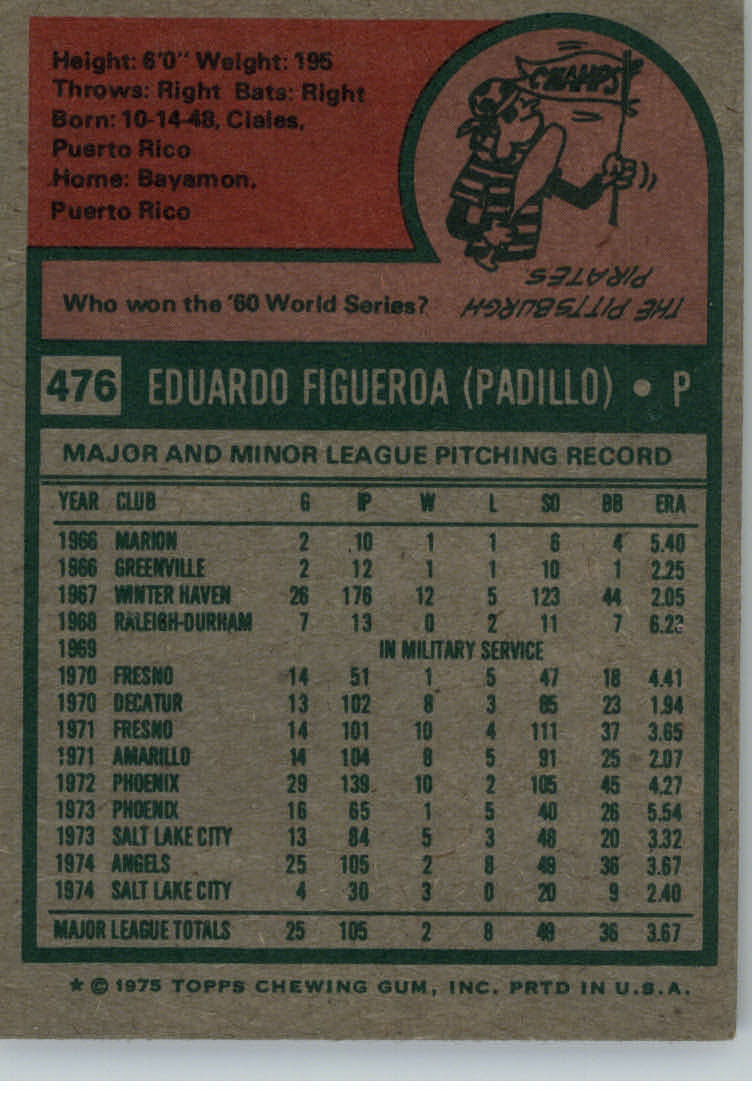 Height: 6'0" Weight: 195
Throws: Right Bats: Right
Born: 10-14-48, Ciales,
Puerto Rico
Home: Bayamon,
Puerto Rico
CHAMPS
Who won the '60 World Series?
THE PITTSBURGH
PIRATES
476 EDUARDO FIGUEROA (PADILLO) • P
MAJOR AND MINOR LEAGUE PITCHING RECORD
YEAR CLUB G IP W L SO BB ERA
1966 MARION 2 10 1 1 6 4 5.40
1966 GREENVILLE 2 12 1 1 10 1 2.25
1967 WINTER HAVEN 26 176 12 5 123 44 2.05
1968 RALEIGH-DURHAM 7 13 0 2 11 7 6.23
1969 IN MILITARY SERVICE
1970 FRESNO 14 51 1 5 47 18 4.41
1970 DECATUR 13 102 8 3 85 23 1.94
1971 FRESNO 14 101 10 4 111 37 3.65
1971 AMARILLO 14 104 8 5 91 25 2.07
1972 PHOENIX 29 139 10 2 105 45 4.27
1973 PHOENIX 16 65 1 5 40 26 5.54
1973 SALT LAKE CITY 13 84 5 3 48 20 3.32
1974 ANGELS 25 105 2 8 49 36 3.67
1974 SALT LAKE CITY 4 30 3 0 20 9 2.40
MAJOR LEAGUE TOTALS 25 105 2 8 49 36 3.67
* © 1975 TOPPS CHEWING GUM, INC. PRTD IN U.S.A.